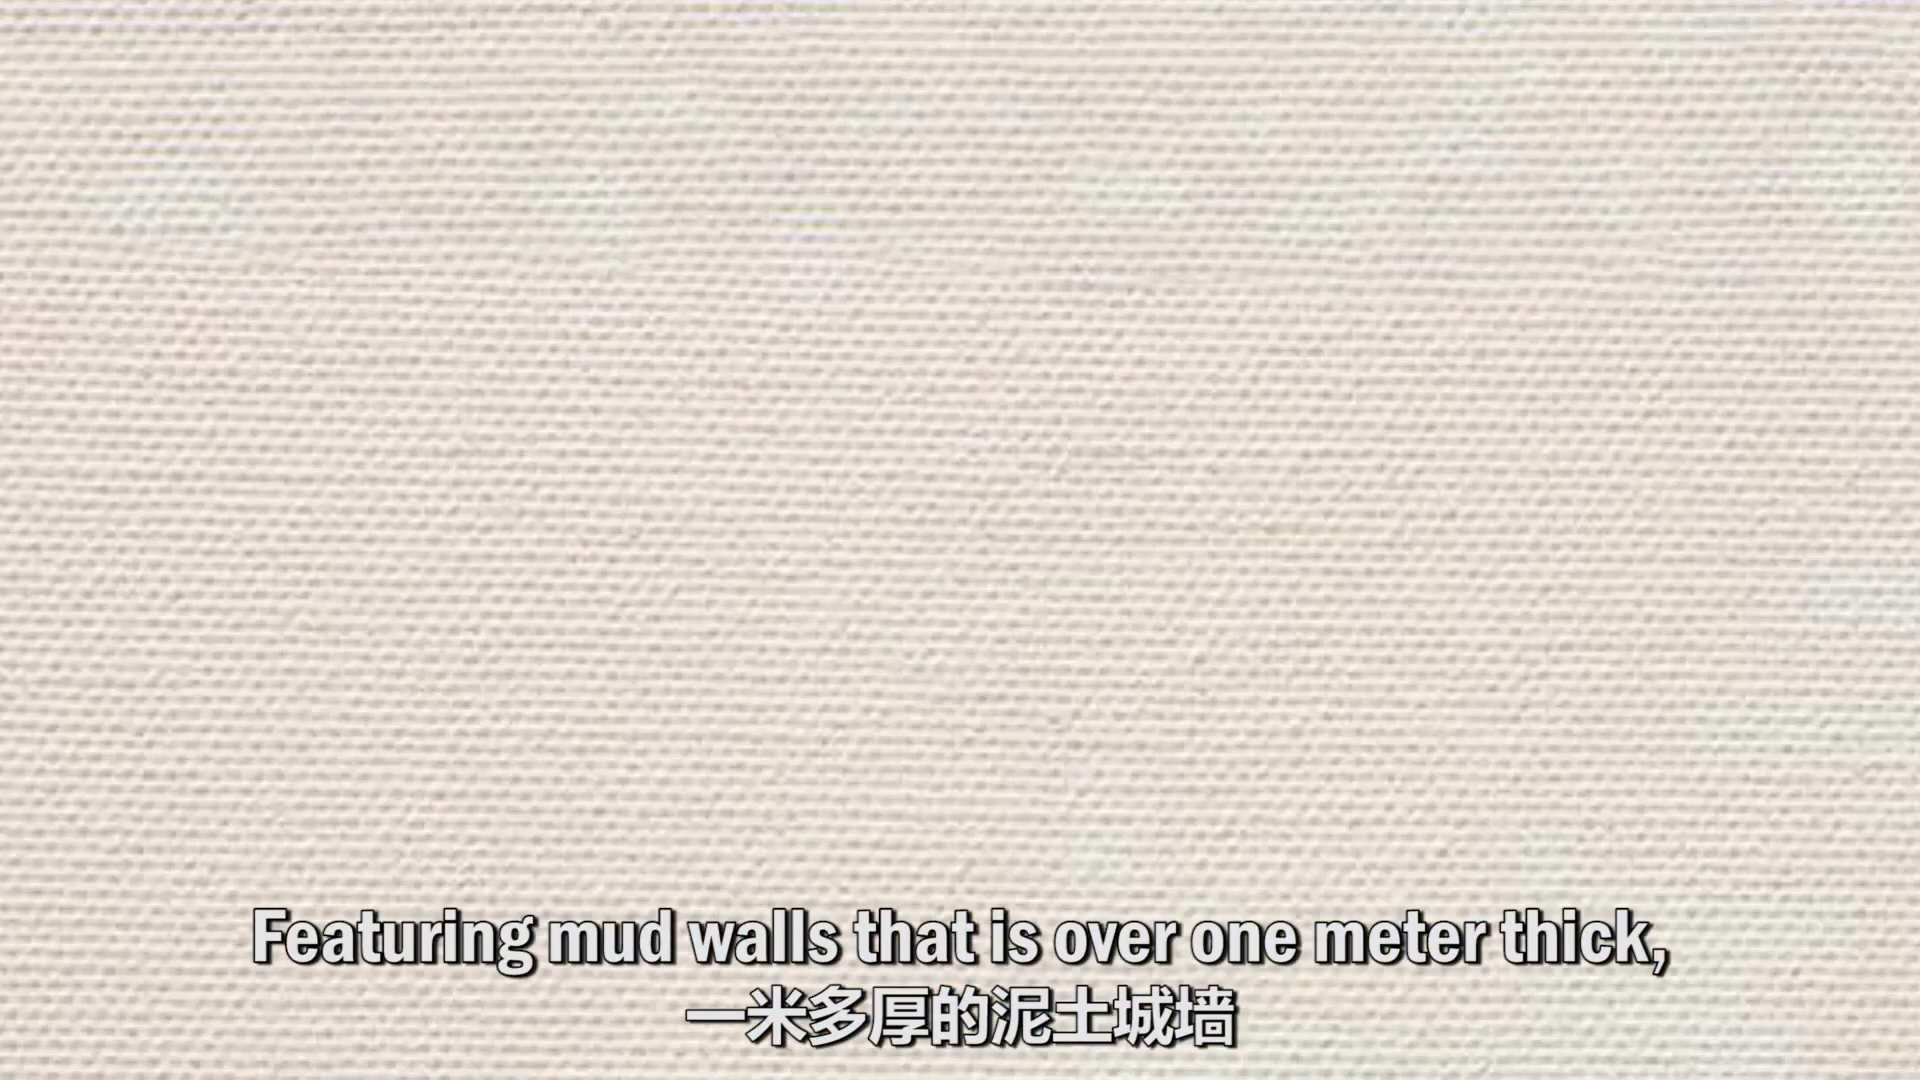 Featuring mud walls that is over one meter thick,
一米多厚的泥土城墙